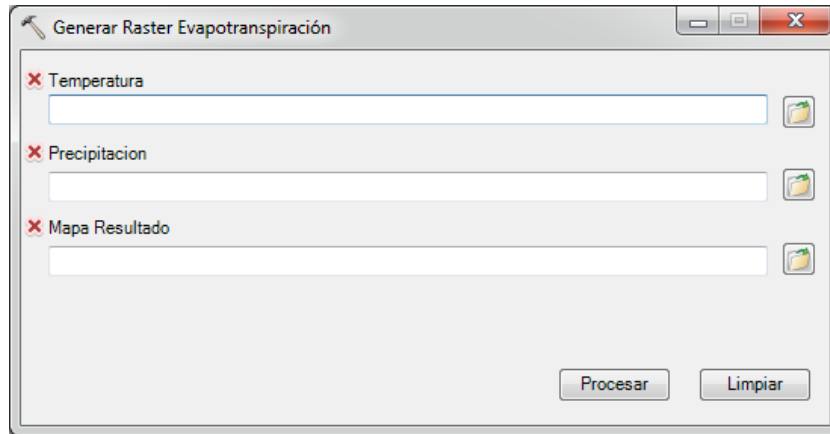 Generar Raster Evapotranspiración
Temperatura
Precipitacion
Mapa Resultado
Procesar Limpiar